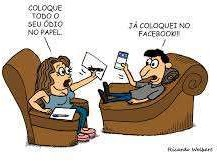 COLOQUE
TODO O
SEU ÓDIO
NO PAPEL.
JÁ COLOQUEI NO
FACEBOOK!!!
Ricardo Welbert